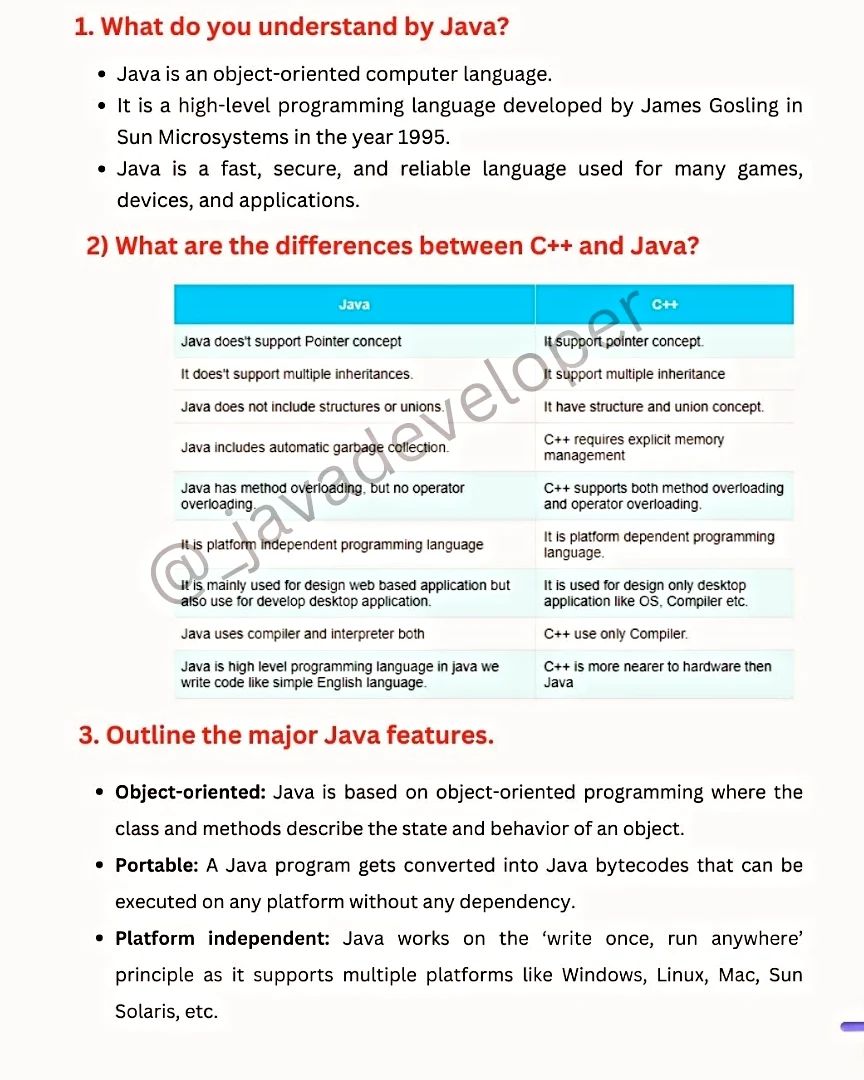 1. What do you understand by Java?
• Java is an object-oriented computer language.
• It is a high-level programming language developed by James Gosling in
Sun Microsystems in the year 1995.
• Java is a fast, secure, and reliable language used for many games,
devices, and applications.
2) What are the differences between C++ and Java?
Java C++
Java does't support Pointer concept It support pointer concept.
It does't support multiple inheritances. It support multiple inheritance
Java does not include structures or unions. It have structure and union concept.
Java includes automatic garbage collection. C++ requires explicit memory
management
Java has method overloading, but no operator
overloading. C++ supports both method overloading
and operator overloading.
It is platform independent programming language It is platform dependent programming
language.
It is mainly used for design web based application but
also use for develop desktop application. It is used for design only desktop
application like OS, Compiler etc.
Java uses compiler and interpreter both C++ use only Compiler.
Java is high level programming language in java we
write code like simple English language. C++ is more nearer to hardware then
Java
@_javadeveloper
3. Outline the major Java features.
• Object-oriented: Java is based on object-oriented programming where the
class and methods describe the state and behavior of an object.
• Portable: A Java program gets converted into Java bytecodes that can be
executed on any platform without any dependency.
• Platform independent: Java works on the ‘write once, run anywhere’
principle as it supports multiple platforms like Windows, Linux, Mac, Sun
Solaris, etc.